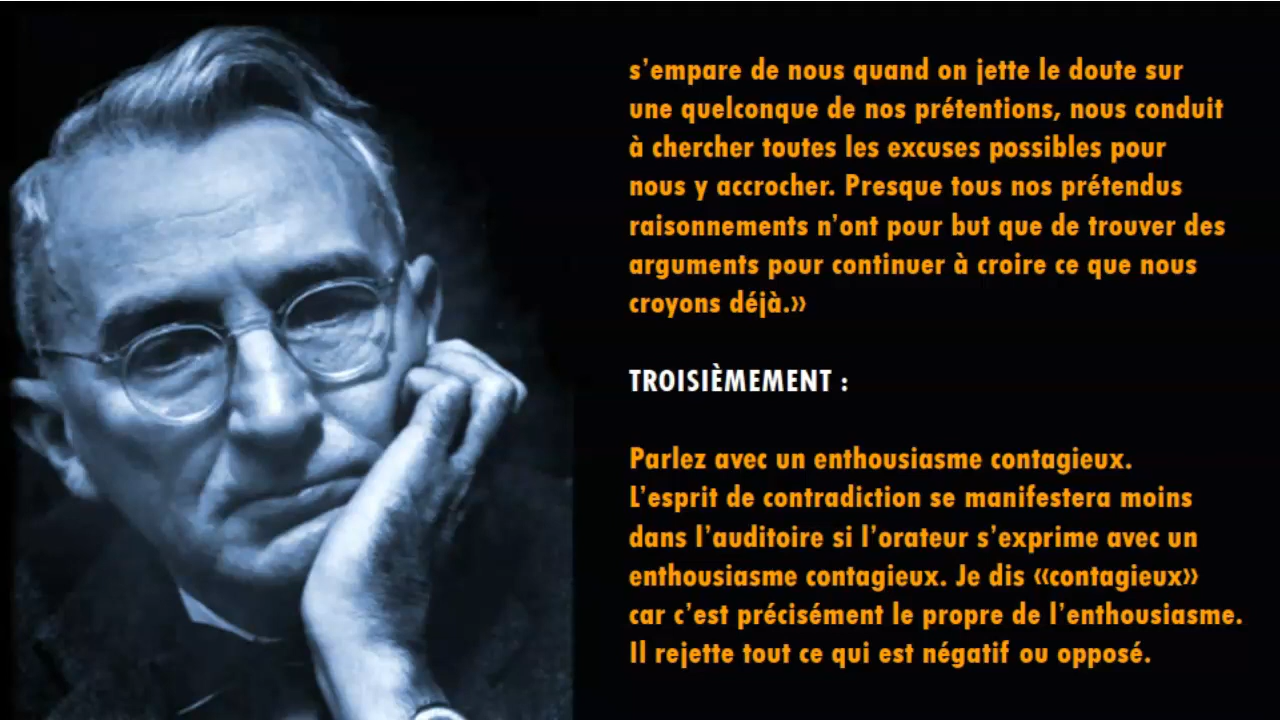 s’empare de nous quand on jette le doute sur
une quelconque de nos prétentions, nous conduit
à chercher toutes les excuses possibles pour
nous y accrocher. Presque tous nos prétendus
raisonnements n’ont pour but que de trouver des
arguments pour continuer à croire ce que nous
croyons déjà.»
TROISIÈMEMENT :
Parlez avec un enthousiasme contagieux.
L’esprit de contradiction se manifestera moins
dans l’auditoire si l’orateur s’exprime avec un
enthousiasme contagieux. Je dis «contagieux»
car c’est précisément le propre de l’enthousiasme.
Il rejette tout ce qui est négatif ou opposé.